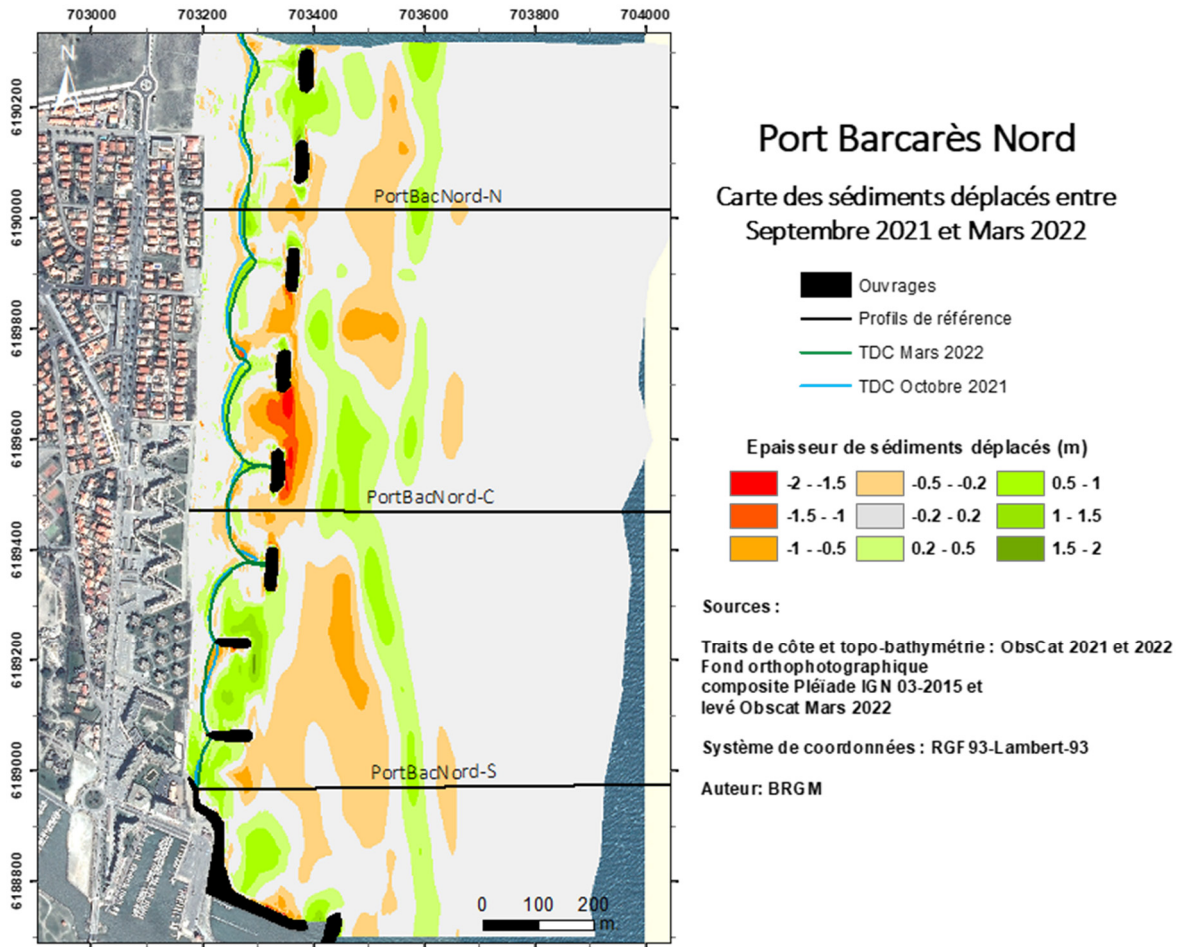 703000 703200 703400 703600 703800 704000
N
6190200
6190000
6189800
6189600
6189400
6189200
6189000
6188800
PortBacNord-N
PortBacNord-C
PortBacNord-S
0 100 200
m
Port Barcarès Nord
Carte des sédiments déplacés entre
Septembre 2021 et Mars 2022
Ouvrages
Profils de référence
TDC Mars 2022
TDC Octobre 2021
Epaisseur de sédiments déplacés (m)
-2 - -1.5 -0.5 - -0.2 0.5 - 1
-1.5 - -1 -0.2 - 0.2 1 - 1.5
-1 - -0.5 0.2 - 0.5 1.5 - 2
Sources :
Traits de côte et topo-bathymétrie : ObsCat 2021 et 2022
Fond orthophotographique
composite Pléïade IGN 03-2015 et
levé Obscat Mars 2022
Système de coordonnées : RGF93-Lambert-93
Auteur: BRGM